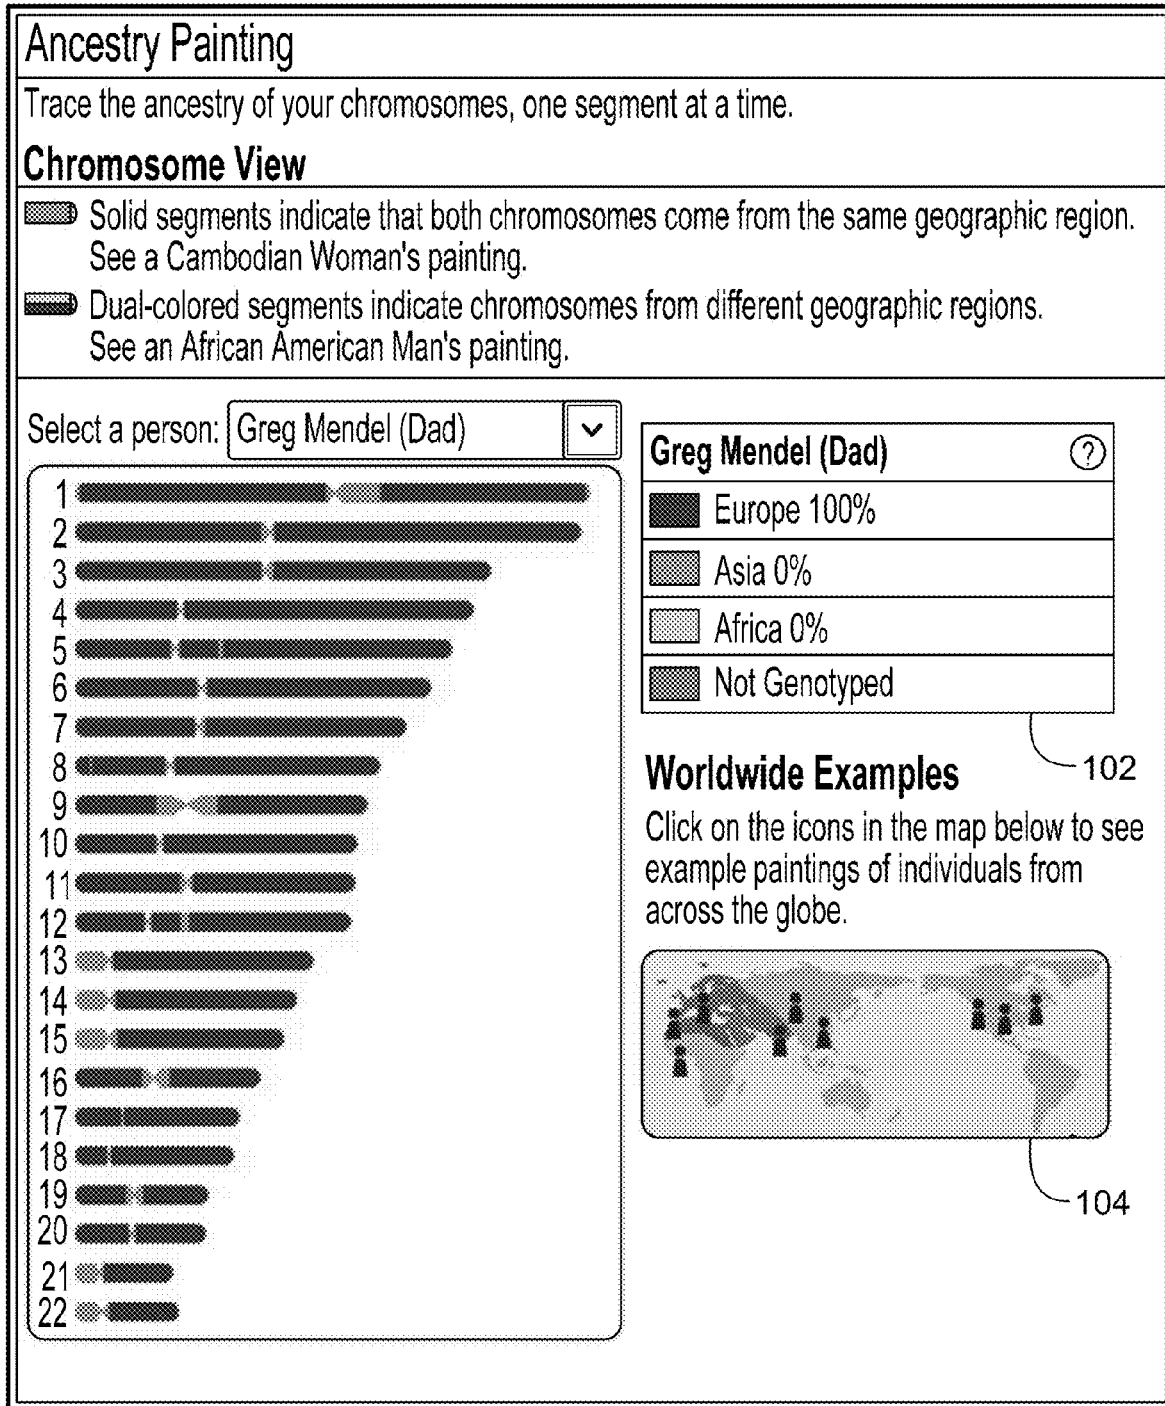 Ancestry Painting
Trace the ancestry of your chromosomes, one segment at a time.
Chromosome View
Solid segments indicate that both chromosomes come from the same geographic region.
See a Cambodian Woman's painting.
Dual-colored segments indicate chromosomes from different geographic regions.
See an African American Man's painting.
Select a person: Greg Mendel (Dad)
1
2
3
4
5
6
7
8
9
10
11
12
13
14
15
16
17
18
19
20
21
22
Greg Mendel (Dad) ?
Europe 100%
Asia 0%
Africa 0%
Not Genotyped
102
Worldwide Examples
Click on the icons in the map below to see
example paintings of individuals from
across the globe.
104